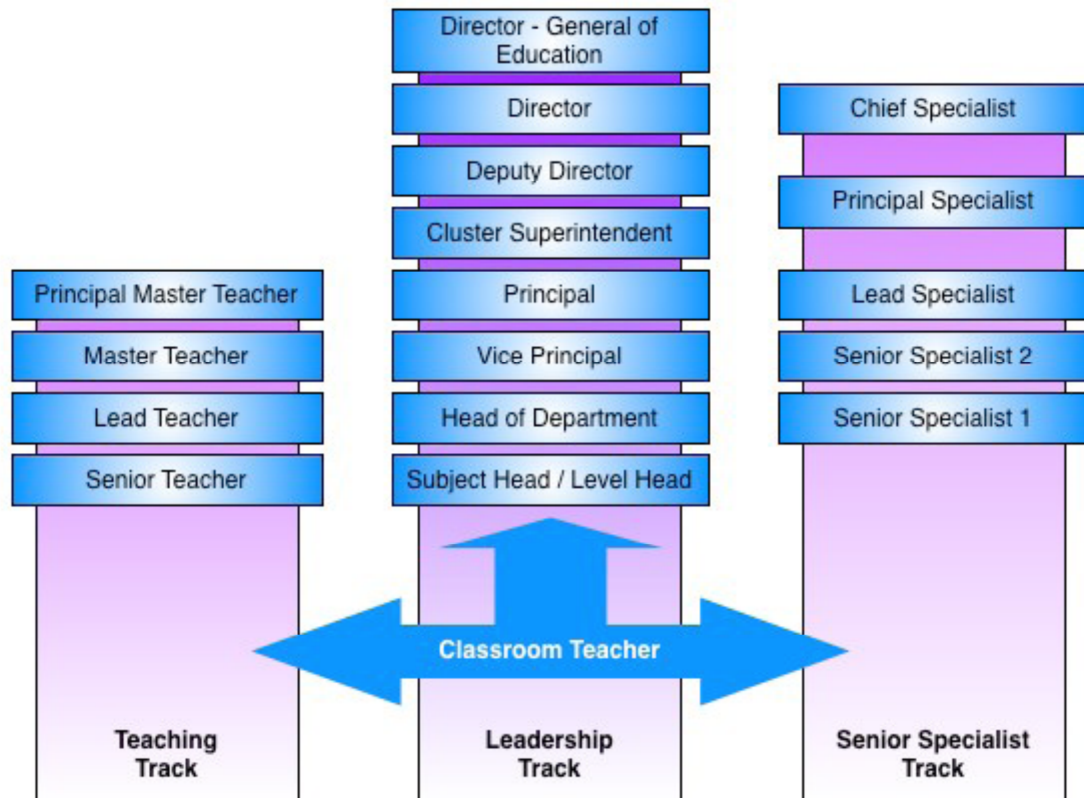 Director - General of
Education
Director
Chief Specialist
Deputy Director
Principal Specialist
Cluster Superintendent
Principal Master Teacher
Principal
Lead Specialist
Master Teacher
Vice Principal
Senior Specialist 2
Lead Teacher
Head of Department
Senior Specialist 1
Senior Teacher
Subject Head / Level Head
Classroom Teacher
Teaching
Track
Leadership
Track
Senior Specialist
Track